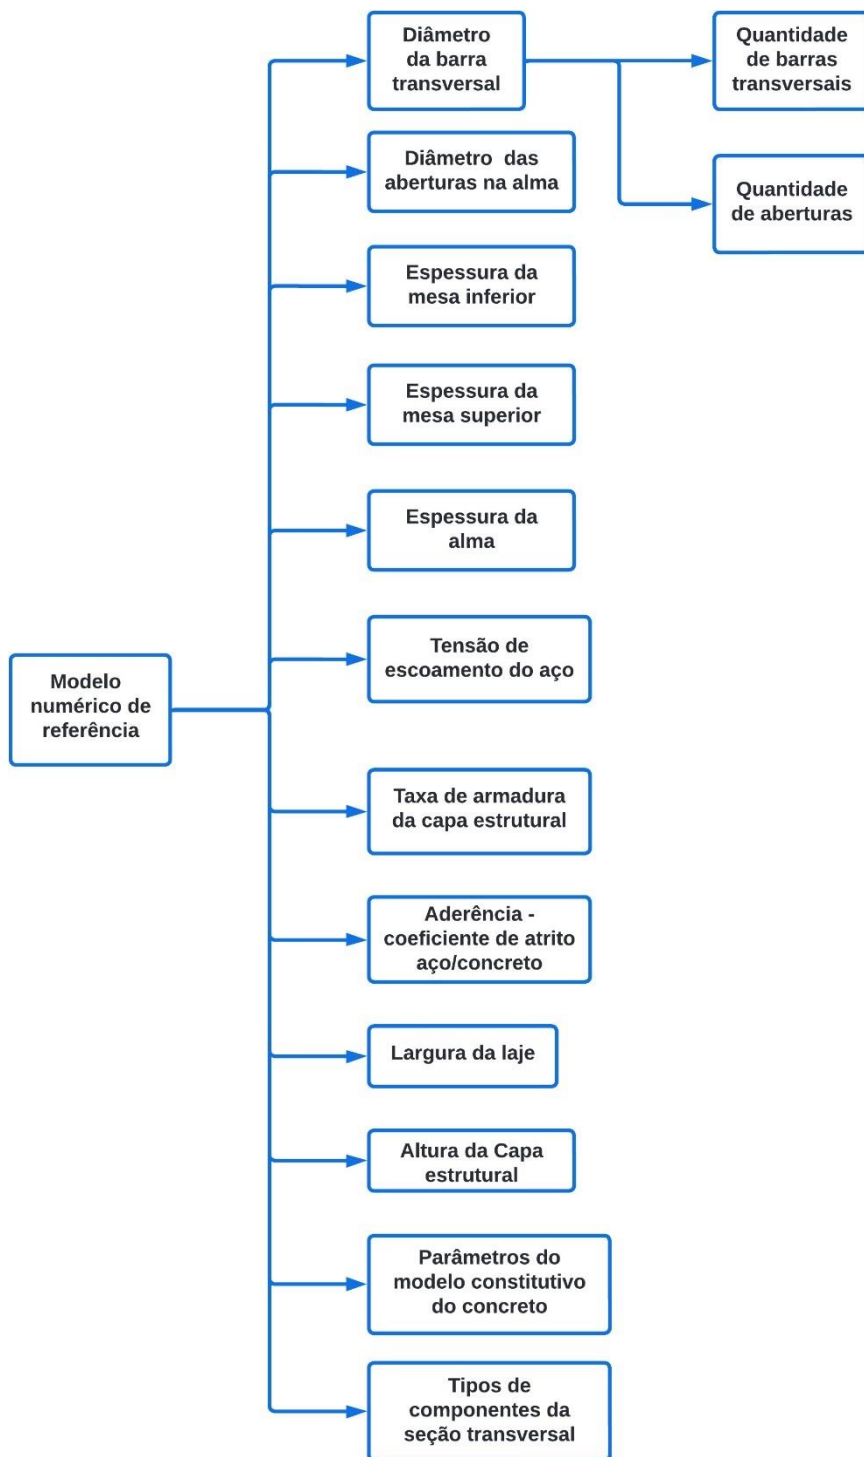 Diâmetro
da barra
transversal
Quantidade
de barras
transversais
Diâmetro das
aberturas na alma
Quantidade
de aberturas
Espessura da
mesa inferior
Espessura da
mesa superior
Espessura da
alma
Tensão de
escoamento do aço
Modelo
numérico de
referência
Taxa de armadura
da capa estrutural
Aderência -
coeficiente de atrito
aço/concreto
Largura da laje
Altura da Capa
estrutural
Parâmetros do
modelo constitutivo
do concreto
Tipos de
componentes da
seção transversal